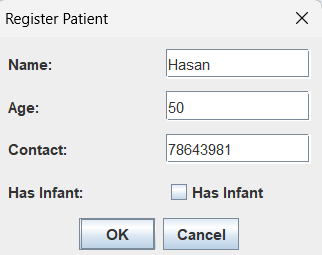 Register Patient
Name: Hasan
Age: 50
Contact: 78643981
Has Infant: Has Infant
OK Cancel